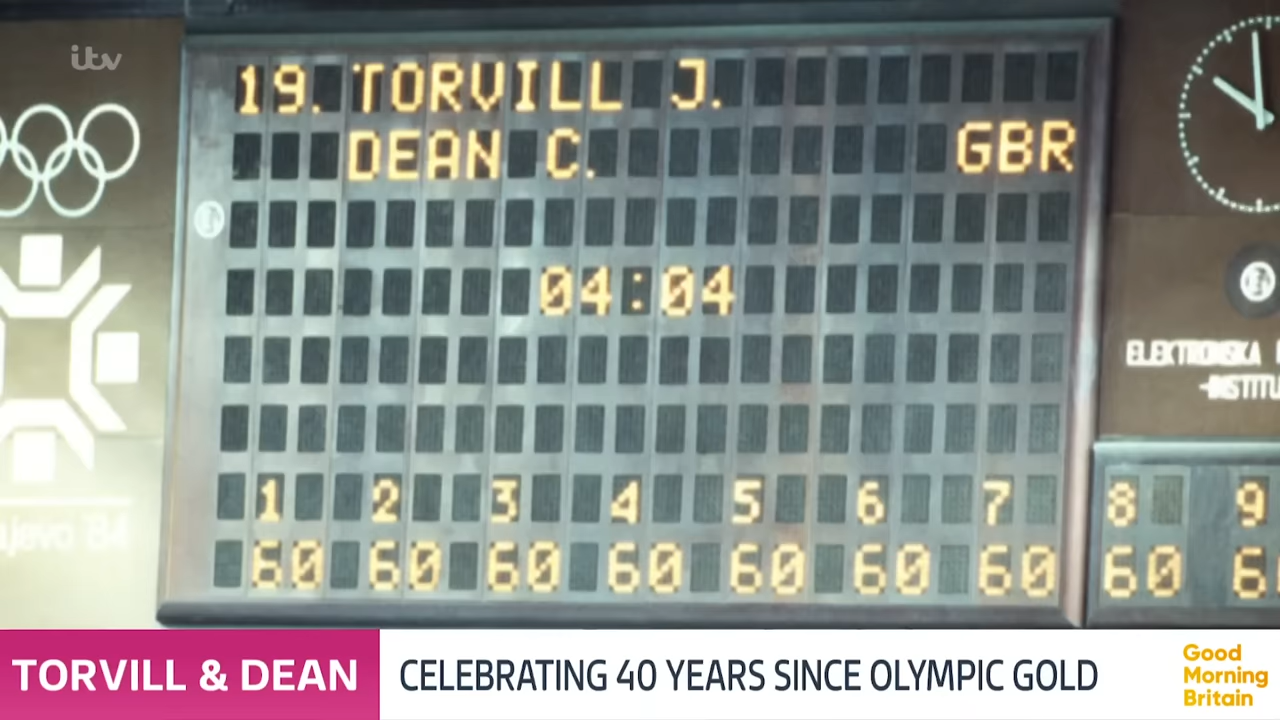 itv
19. TORVILL J.
DEAN C. GBR
04:04
1 2 3 4 5 6 7 8 9
60 60 60 60 60 60 60 60
ELEKTRONSKA
TORVILL & DEAN
CELEBRATING 40 YEARS SINCE OLYMPIC GOLD
Good
Morning
Britain